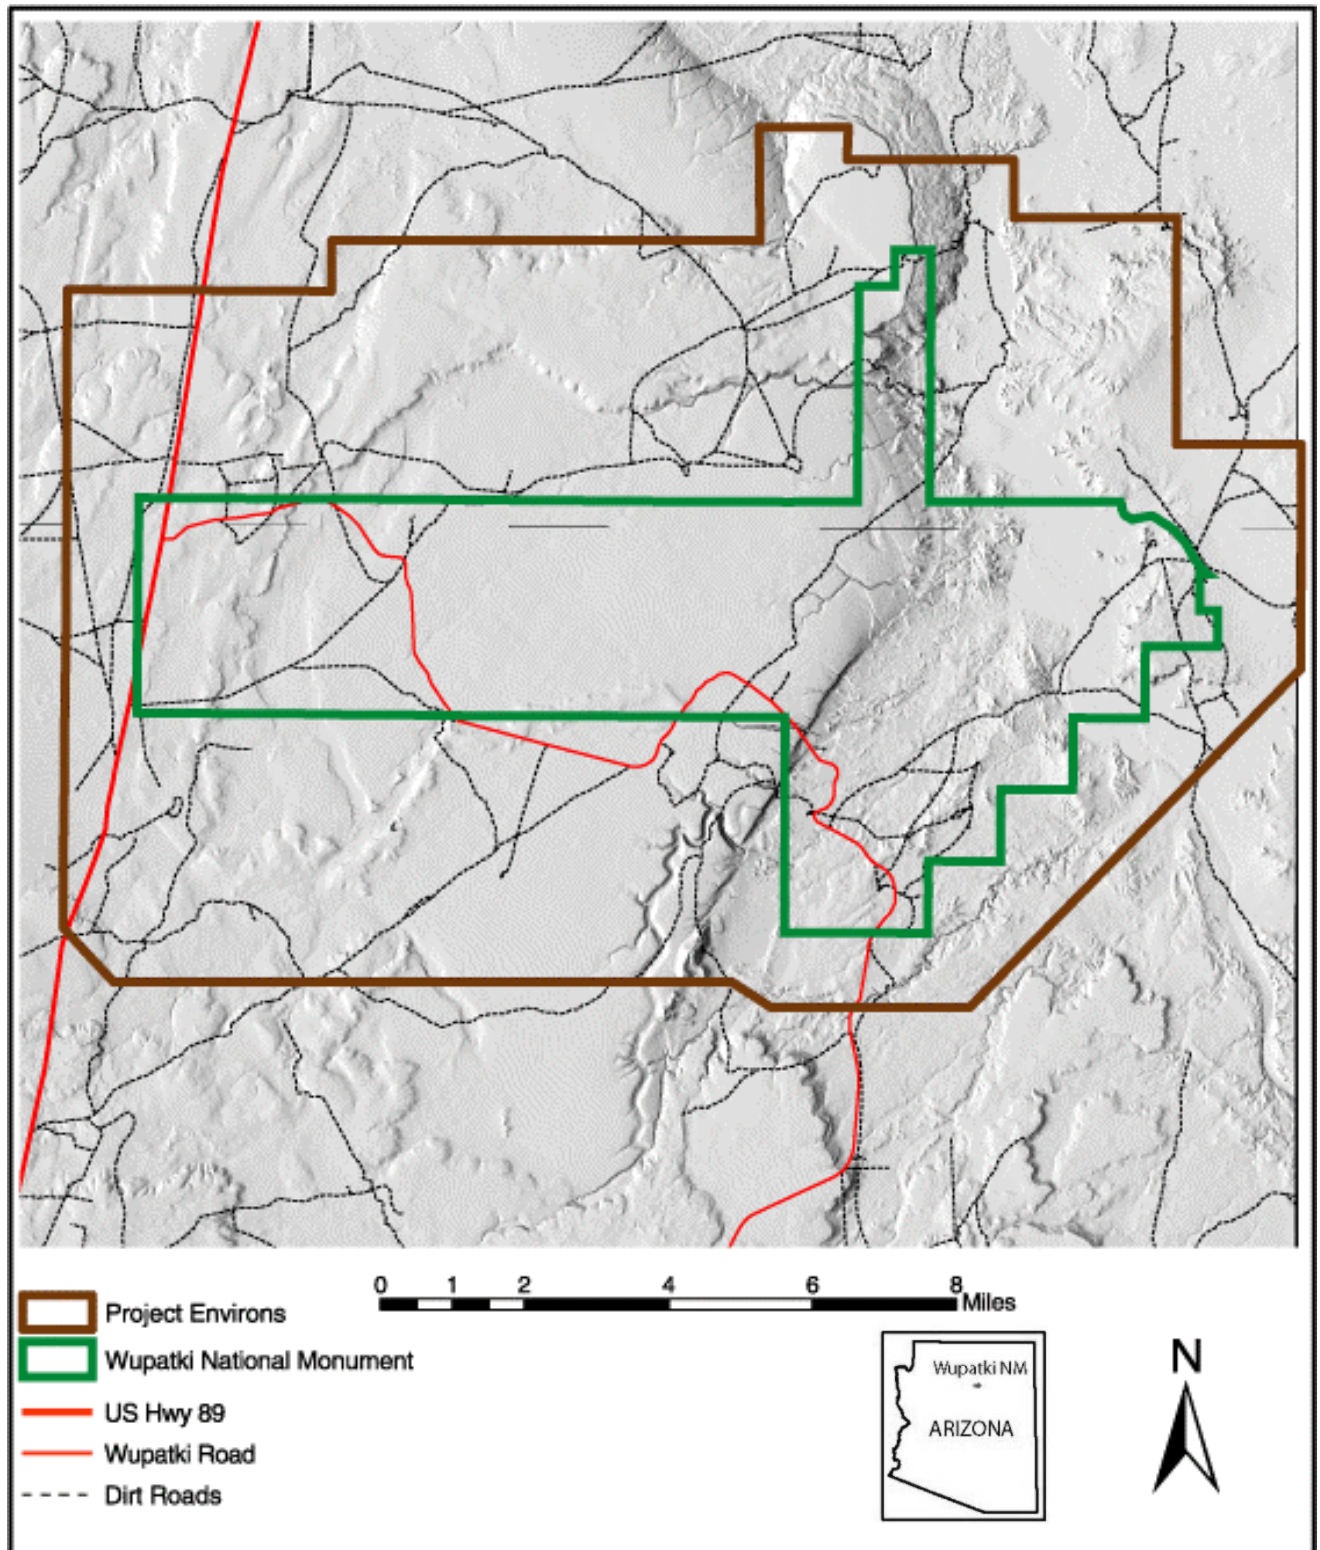 0 1 2 4 6 8
Miles
Project Environs
Wupatki National Monument
US Hwy 89
Wupatki Road
Dirt Roads
Wupatki NM
ARIZONA
N